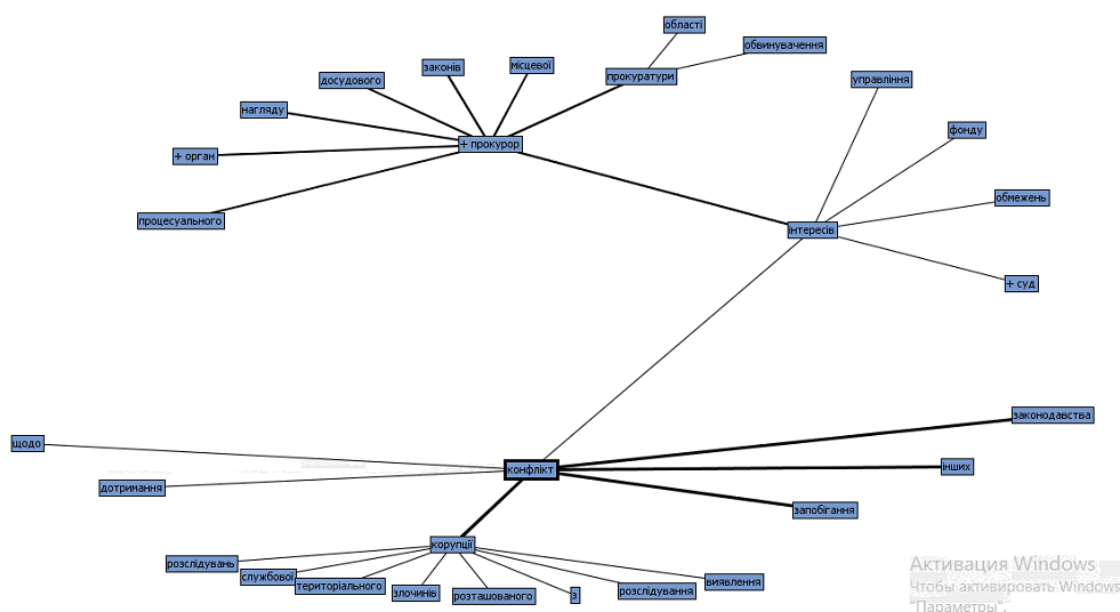 області
обвинувачення
місцевої
законів
прокуратури
досудового
управління
нагляду
фонду
+ прокурор
+ орган
обмежень
процесуального
інтересів
+ суд
законодавства
щодо
конфлікт
інших
дотримання
запобігання
корупції
розслідувань
службової
територіального
злочинів
розташованого
з
розслідування
виявлення
Активация Windows
Чтобы активировать Windows
"Параметры".